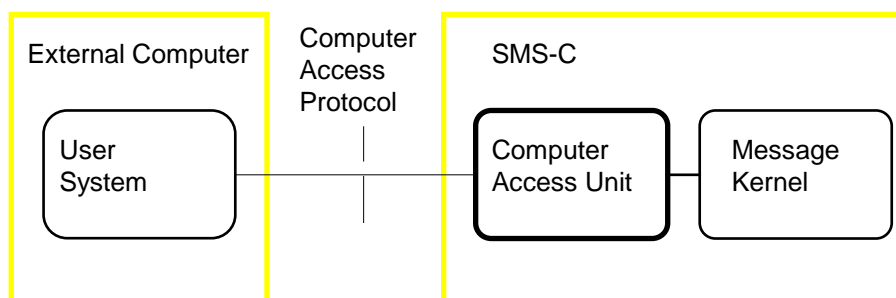 External Computer
Computer
Access
Protocol
SMS-C
User
System
Computer
Access Unit
Message
Kernel